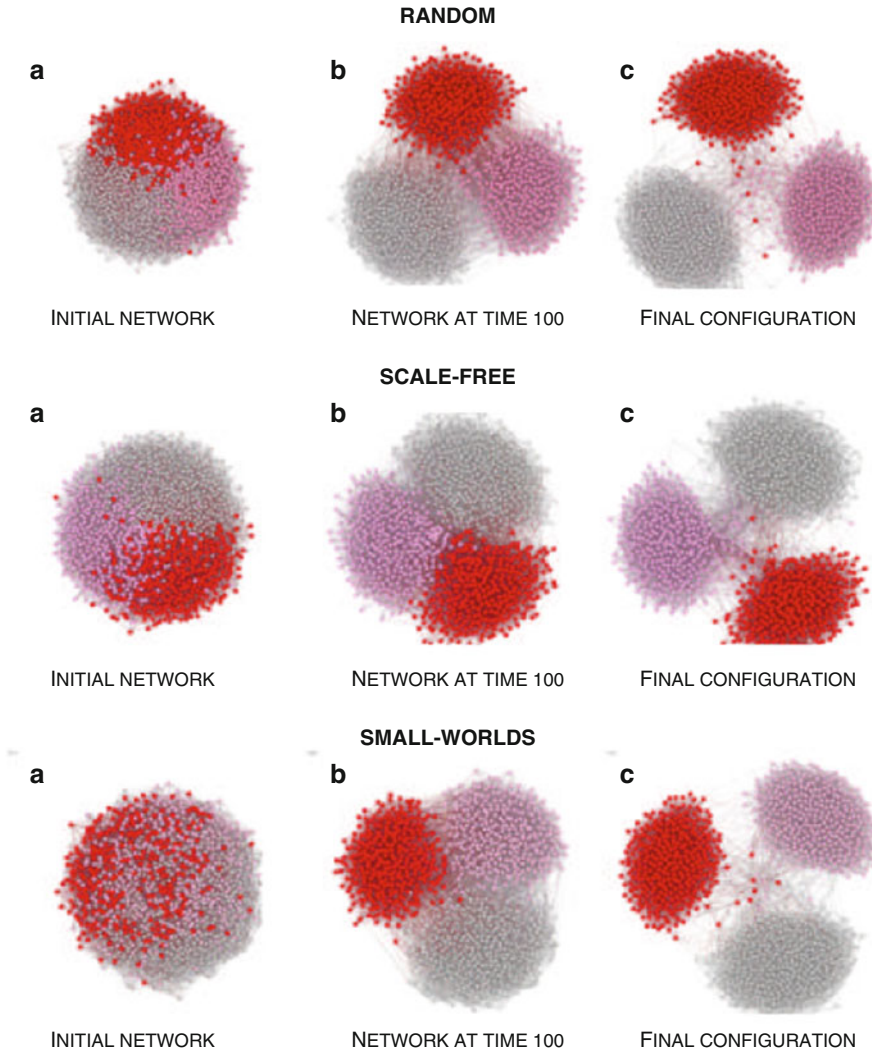 RANDOM
a b c
INITIAL NETWORK NETWORK AT TIME 100 FINAL CONFIGURATION
SCALE-FREE
a b c
INITIAL NETWORK NETWORK AT TIME 100 FINAL CONFIGURATION
SMALL-WORLDS
a b c
INITIAL NETWORK NETWORK AT TIME 100 FINAL CONFIGURATION